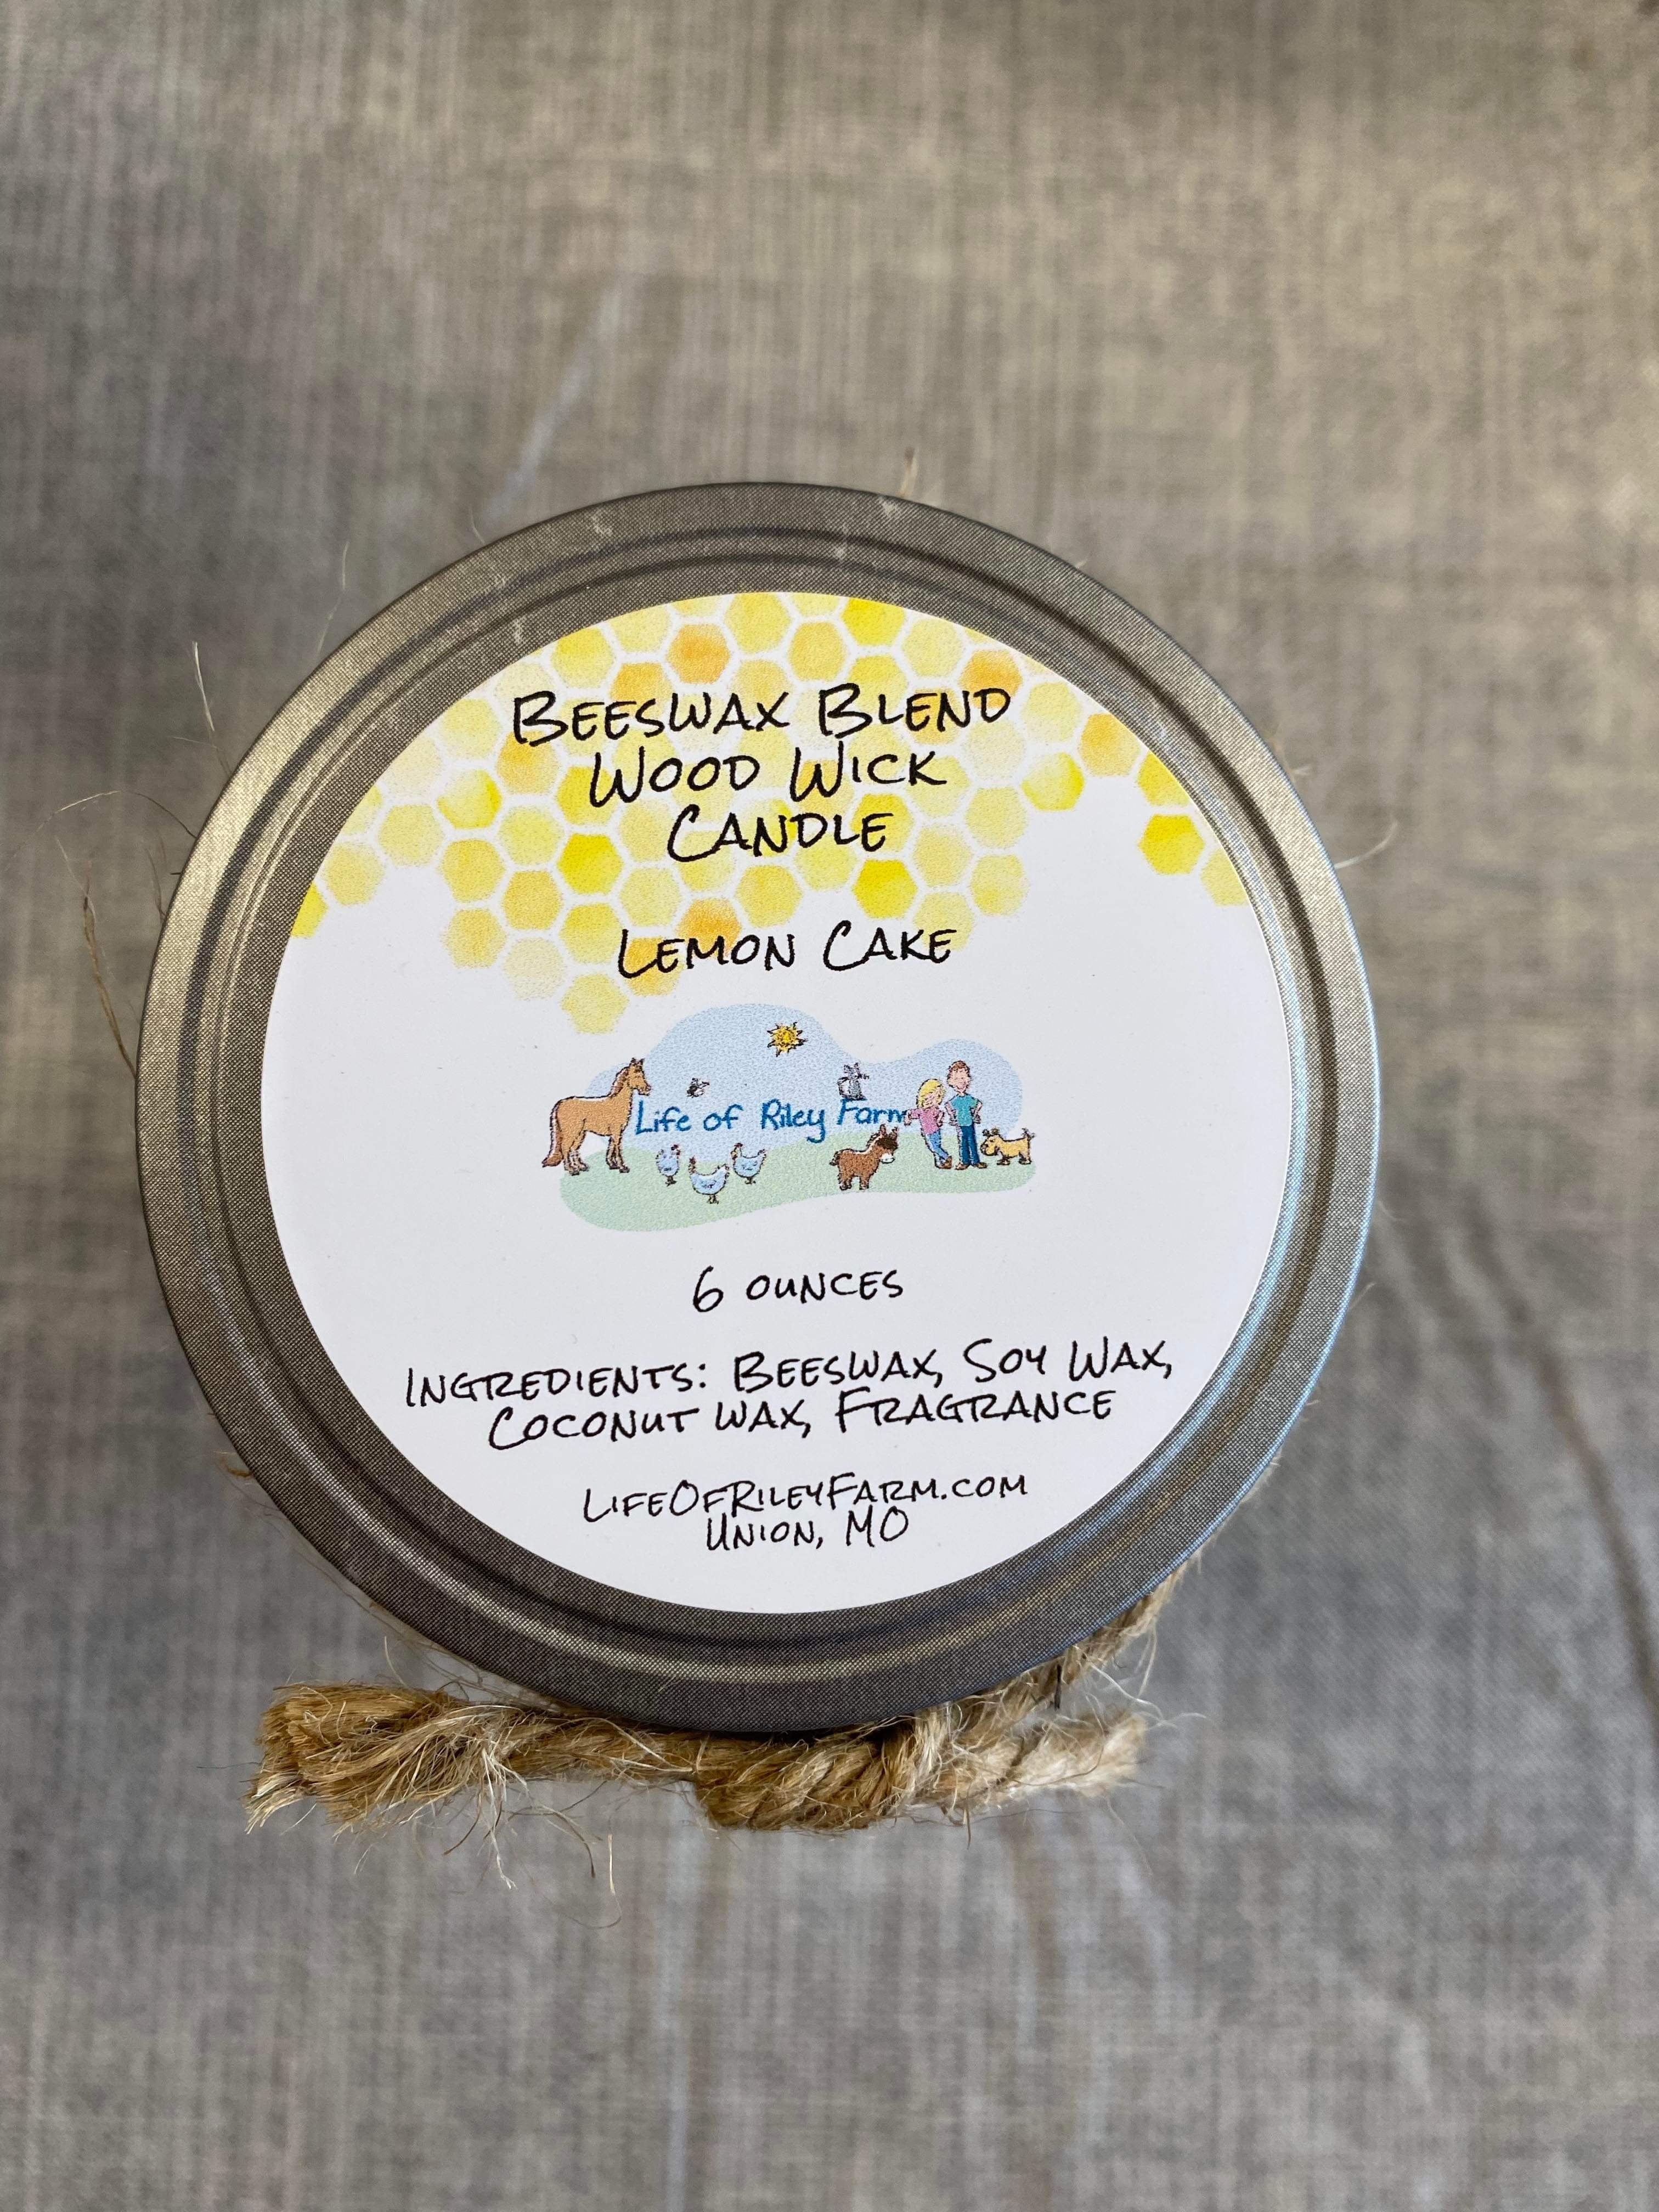 BEESWAX BLEND
WOOD WICK
CANDLE
LEMON CAKE
Life of Riley Farm
6 OUNCES
INGREDIENTS: BEESWAX, SOY WAX,
COCONUT WAX, FRAGRANCE
LIFEOFRILEYFARM.COM
UNION, MO